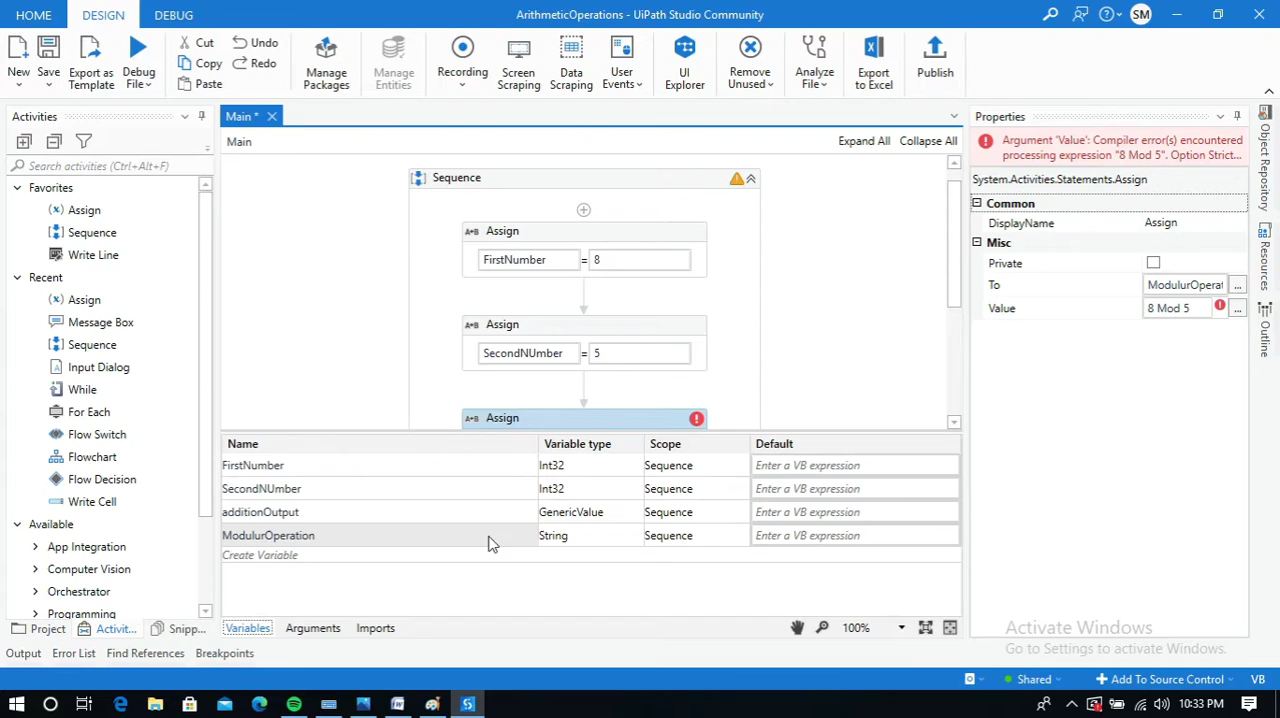 HOME DESIGN DEBUG ArithmeticOperations - UiPath Studio Community SM
New Save Export as Template Debug File Cut Copy Paste Undo Redo Manage Packages Manage Entities Recording Screen Scraping Data Scraping User Events UI Explorer Remove Unused Analyze File Export to Excel Publish
Activities
Search activities (Ctrl+Alt+F)
Favorites
Assign
Sequence
Write Line
Recent
Assign
Message Box
Sequence
Input Dialog
While
For Each
Flow Switch
Flowchart
Flow Decision
Write Cell
Available
App Integration
Computer Vision
Orchestrator
Programming
Project Activit... Snipp...
Main *
Main Expand All Collapse All
Sequence
A+B Assign
FirstNumber = 8
A+B Assign
SecondNUmber = 5
A+B Assign
Name Variable type Scope Default
FirstNumber Int32 Sequence Enter a VB expression
SecondNUmber Int32 Sequence Enter a VB expression
additionOutput GenericValue Sequence Enter a VB expression
ModulurOperation String Sequence Enter a VB expression
Create Variable
Variables Arguments Imports 100%
Properties
Argument 'Value': Compiler error(s) encountered
processing expression "8 Mod 5". Option Strict...
System.Activities.Statements.Assign
Common
DisplayName Assign
Misc
Private
To ModulurOperat ...
Value 8 Mod 5 ...
Object Repository
Resources
Outline
Activate Windows
Go to Settings to activate Windows.
Output Error List Find References Breakpoints
Shared Add To Source Control VB
10:33 PM